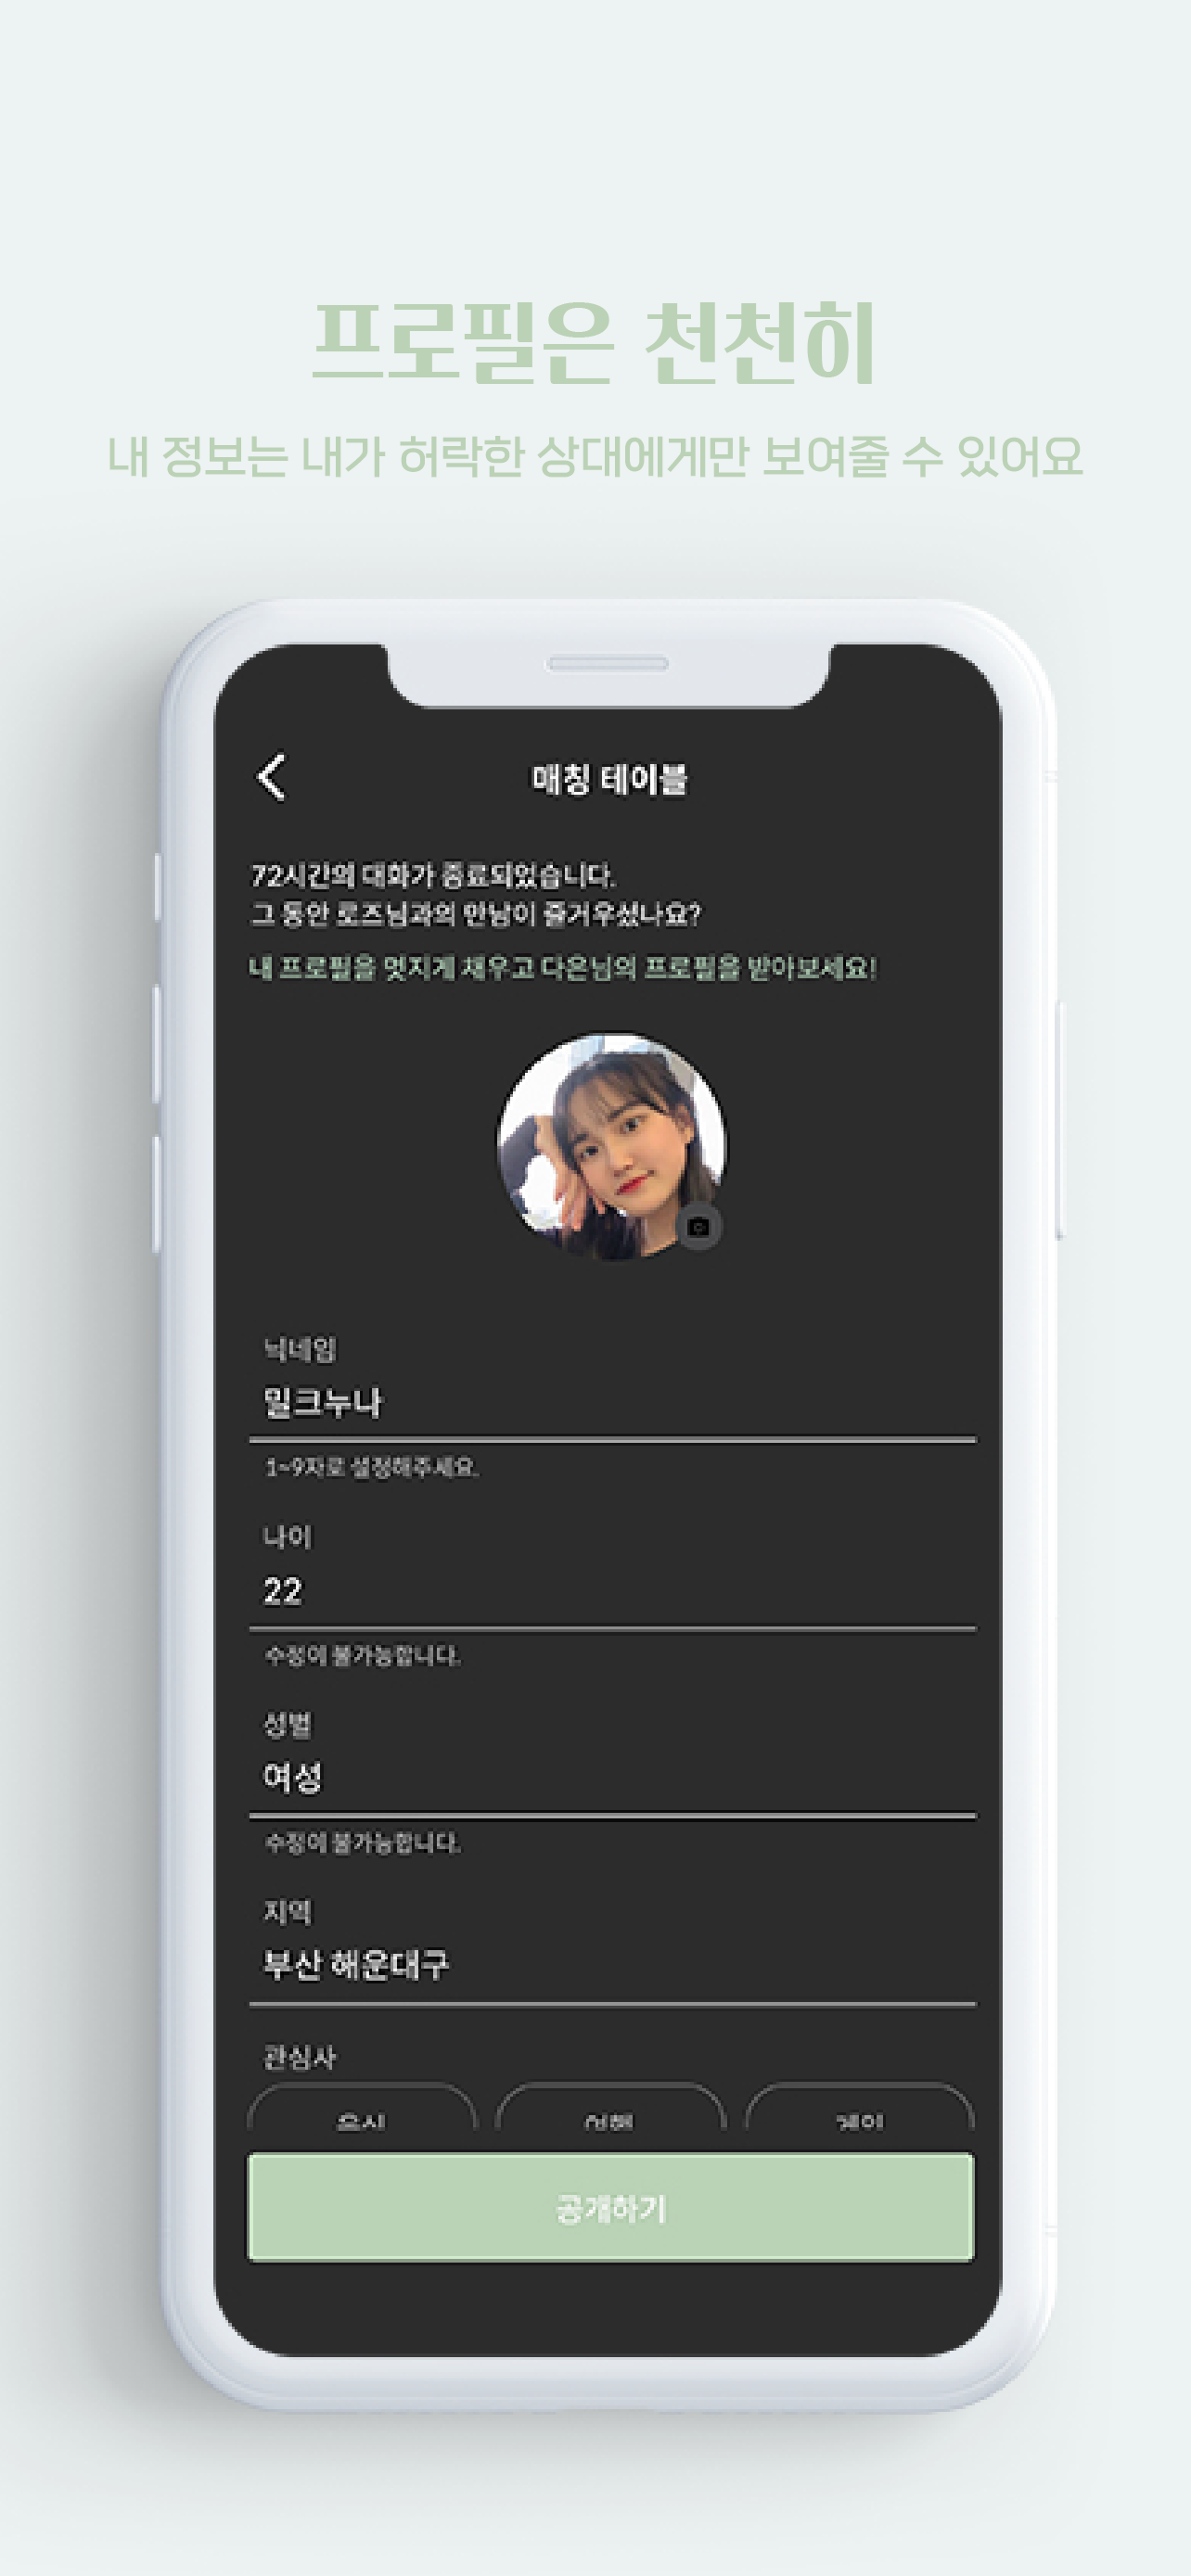 프로필은 천천히
내 정보는 내가 허락한 상대에게만 보여줄 수 있어요
매칭 테이블
72시간의 대화가 종료되었습니다.
그 동안 로즈님과의 만남이 즐거우셨나요?
내 프로필을 멋지게 채우고 다은님의 프로필을 받아보세요!
닉네임
밀크누나
1~9자로 설정해주세요.
나이
22
수정이 불가능합니다.
성별
여성
수정이 불가능합니다.
지역
부산 해운대구
관심사
공개하기